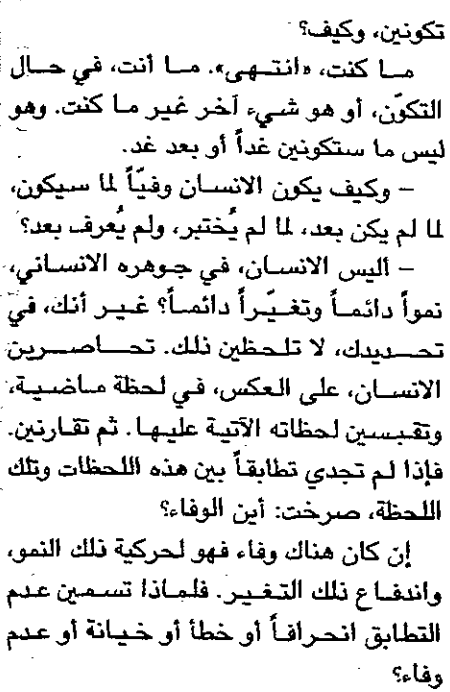 تكونين، وكيف؟
ما كنت، «انتهى». ما أنت، في حال
التكوّن، أو هو شيء آخر غير ما كنت. وهو
ليس ما ستكونين غداً أو بعد غد.
– وكيف يكون الانسان وفيّاً لما سيكون،
لما لم يكن بعد، لما لم يُختبر، ولم يُعرف بعد؟
– اليس الانسان، في جوهره الانساني،
نمواً دائماً وتغيّراً دائماً؟ غير أنك، في
تحديدك، لا تلحظين ذلك. تحاصرين
الانسان، على العكس، في لحظة ماضية،
وتقيسين لحظاته الآتية عليها. ثم تقارنين.
فإذا لم تجدي تطابقاً بين هذه اللحظات وتلك
اللحظة، صرخت: أين الوفاء؟
إن كان هناك وفاء فهو لحركية ذلك النمو،
واندفاع ذلك التغير. فلماذا تسمين عدم
التطابق انحرافاً أو خطأ أو خيانة أو عدم
وفاء؟